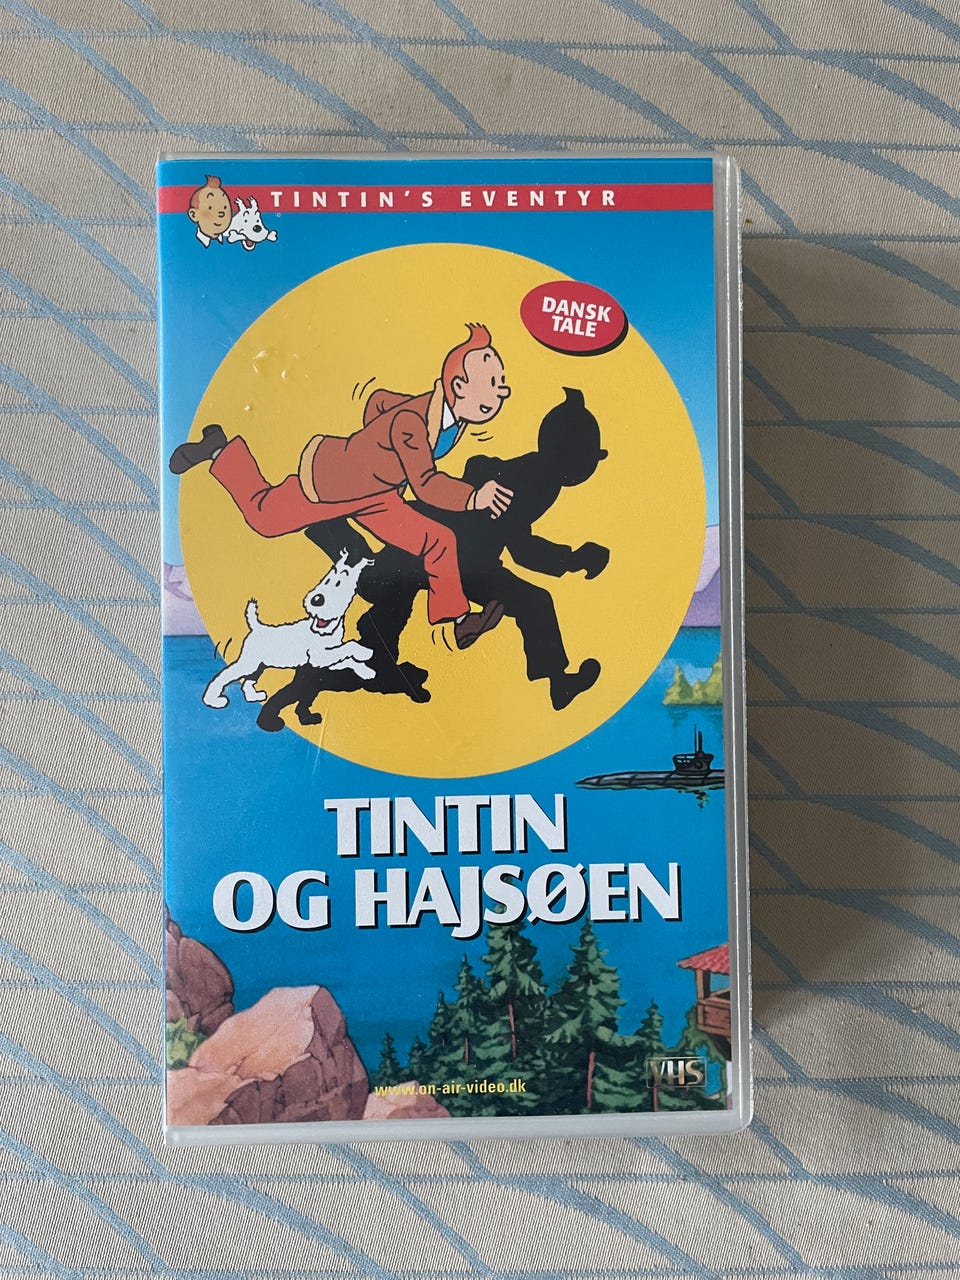 TINTIN'S EVENTYR
DANSK
TALE
TINTIN
OG HAJSØEN
www.on-air-video.dk
VHS